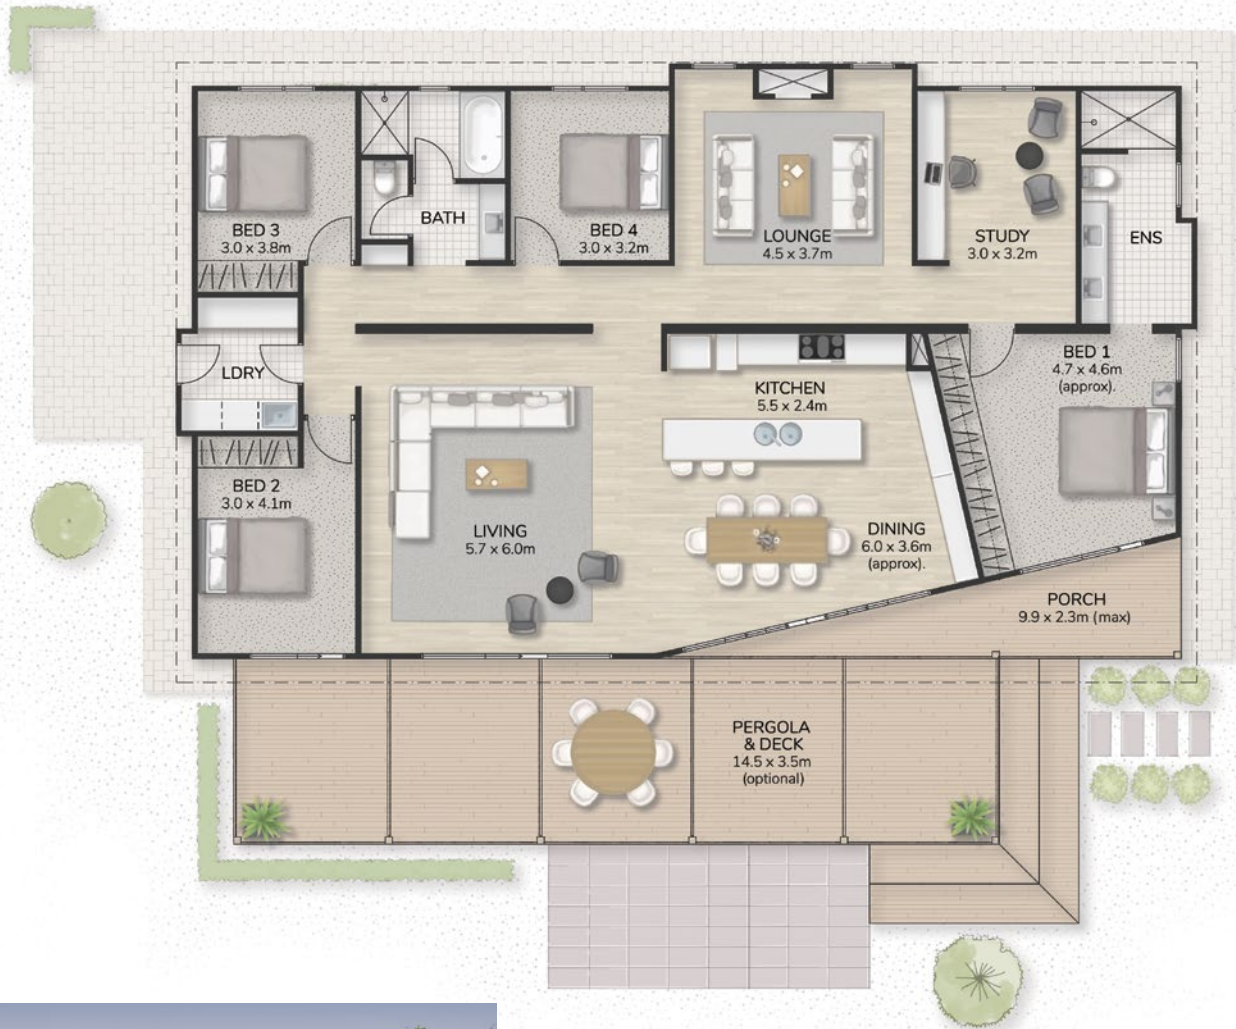 BED 3
3.0 x 3.8m
BATH
BED 4
3.0 x 3.2m
LOUNGE
4.5 x 3.7m
STUDY
3.0 x 3.2m
ENS
LDRY
KITCHEN
5.5 x 2.4m
BED 1
4.7 x 4.6m
(approx).
BED 2
3.0 x 4.1m
LIVING
5.7 x 6.0m
DINING
6.0 x 3.6m
(approx).
PORCH
9.9 x 2.3m (max)
PERGOLA
& DECK
14.5 x 3.5m
(optional)